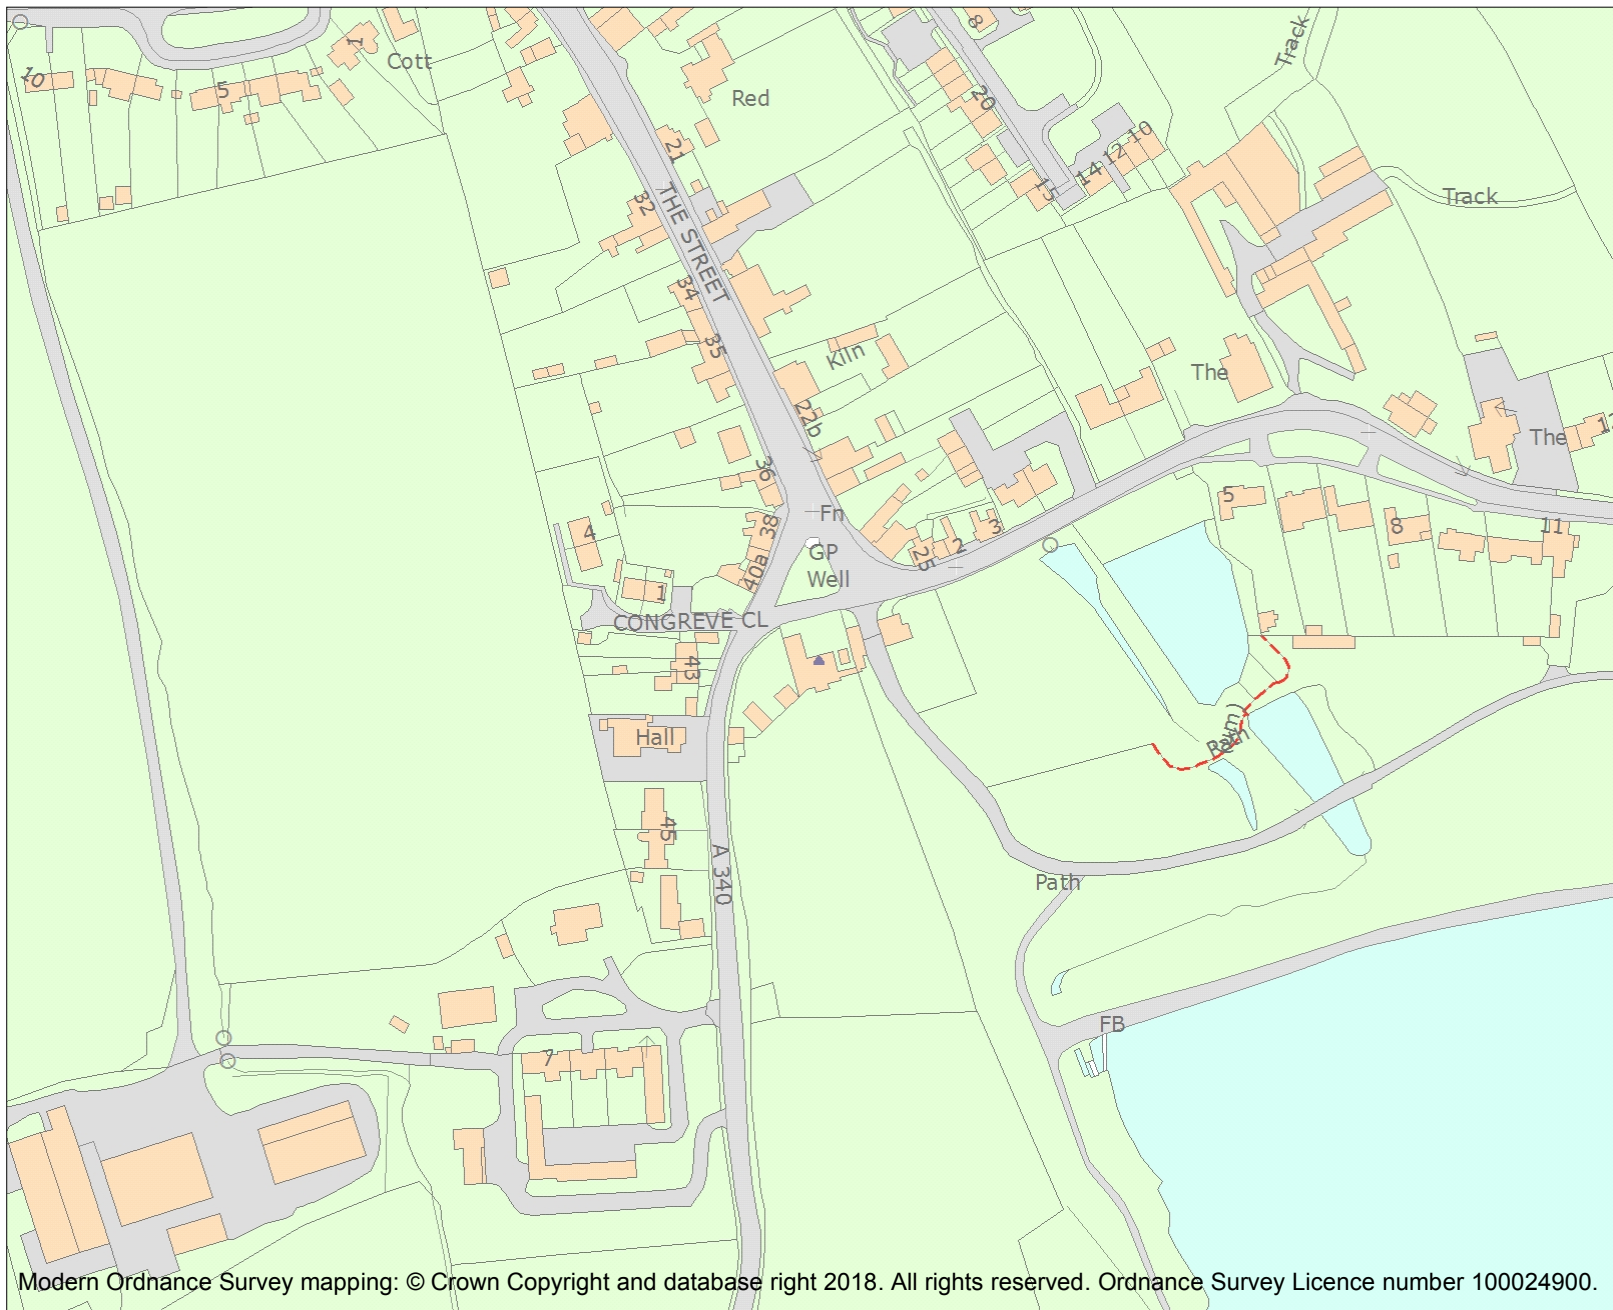 8
1
Cott
Track
10
5
Red
20
21
14 12 10
15
Track
32
THE STREET
34
35
Kiln
The
22b
The
36
5
8
11
Fn
38
4
GP
25
2
3
Well
40a
1
CONGREVE CL
43
Hall
Path
45
A 340
Path
FB
7
Modern Ordnance Survey mapping: © Crown Copyright and database right 2018. All rights reserved. Ordnance Survey Licence number 100024900.